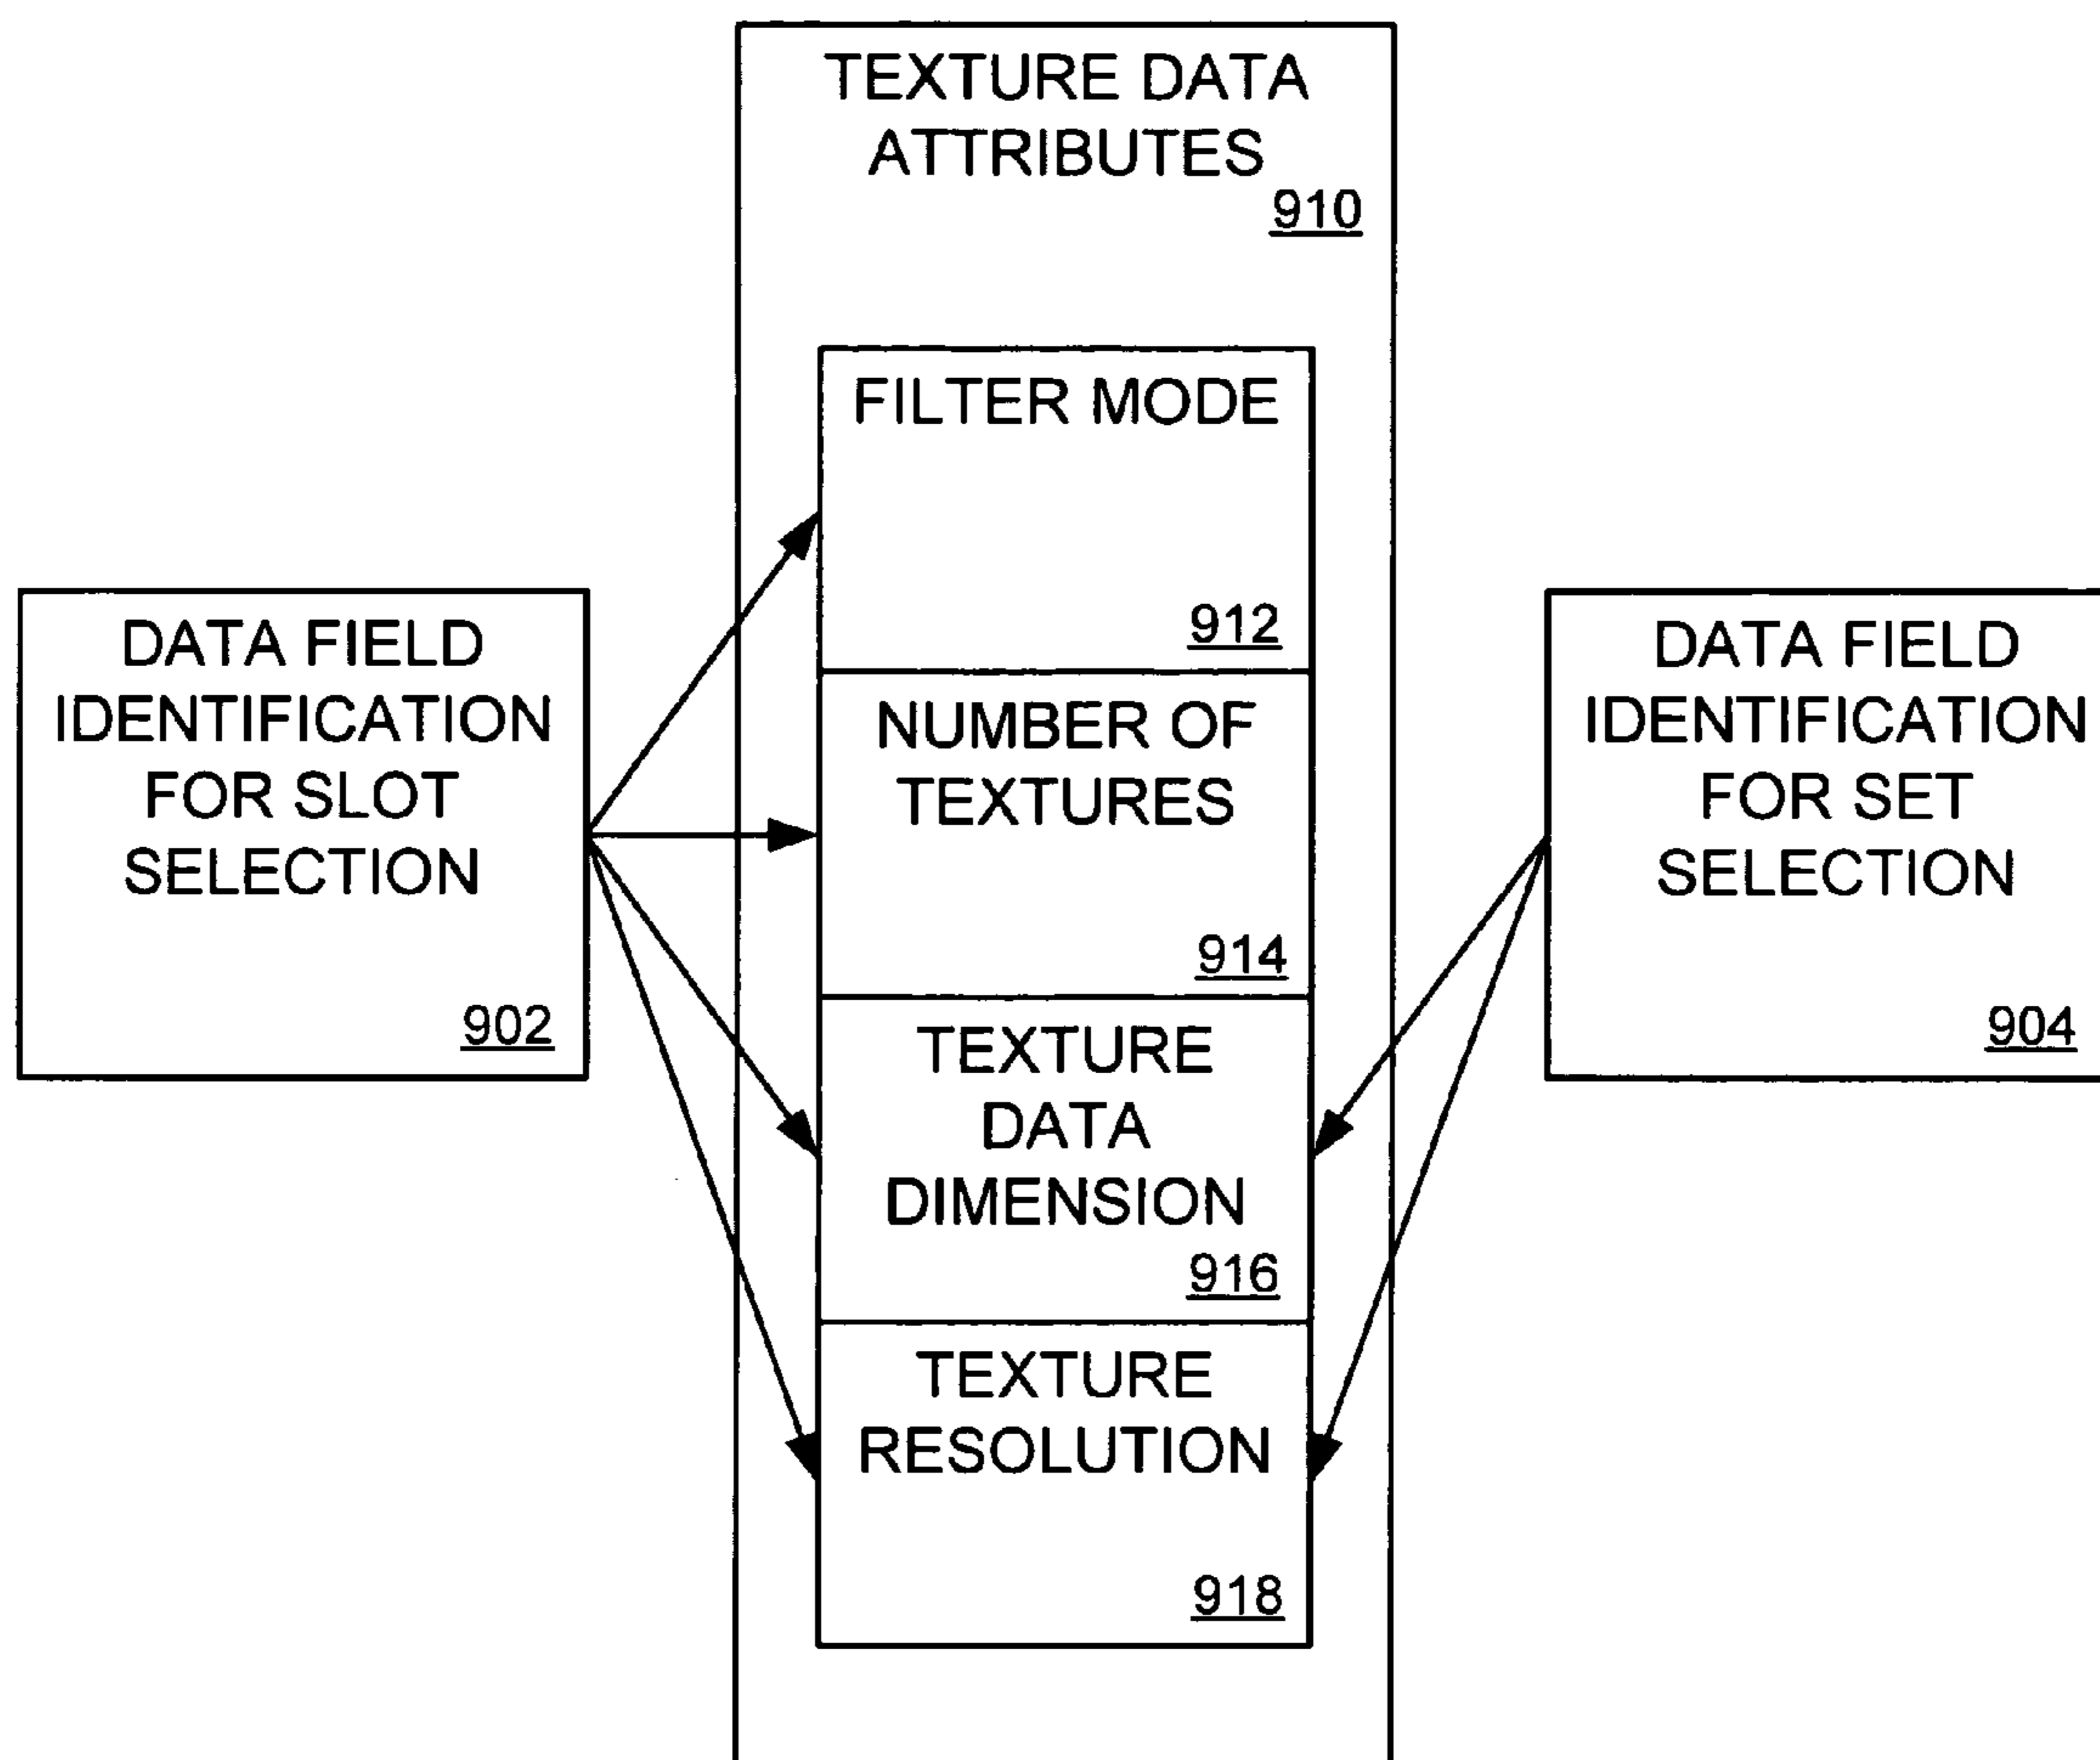 TEXTURE DATA
ATTRIBUTES
910
FILTER MODE
912
DATA FIELD
IDENTIFICATION
FOR SLOT
SELECTION
902
NUMBER OF
TEXTURES
914
DATA FIELD
IDENTIFICATION
FOR SET
SELECTION
904
TEXTURE
DATA
DIMENSION
916
TEXTURE
RESOLUTION
918